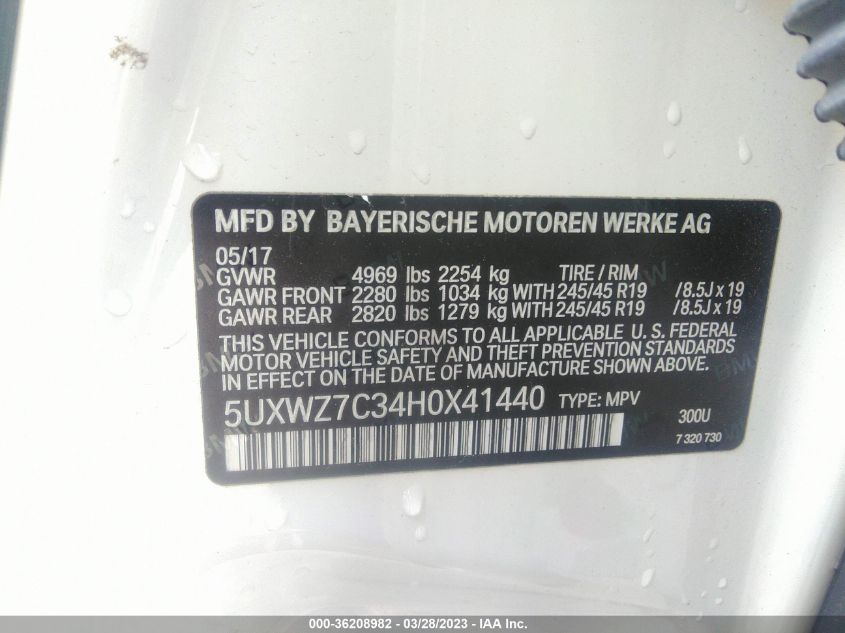 MFD BY BAYERISCHE MOTOREN WERKE AG
05/17
GVWR 4969 lbs 2254 kg TIRE / RIM
GAWR FRONT 2280 lbs 1034 kg WITH 245/45 R19 /8.5J x 19
GAWR REAR 2820 lbs 1279 kg WITH 245/45 R19 /8.5J x 19
THIS VEHICLE CONFORMS TO ALL APPLICABLE U. S. FEDERAL
MOTOR VEHICLE SAFETY AND THEFT PREVENTION STANDARDS
IN EFFECT ON THE DATE OF MANUFACTURE SHOWN ABOVE.
5UXWZ7C34H0X41440 TYPE: MPV 300U
7 320 730
000-36208982 - 03/28/2023 - IAA Inc.